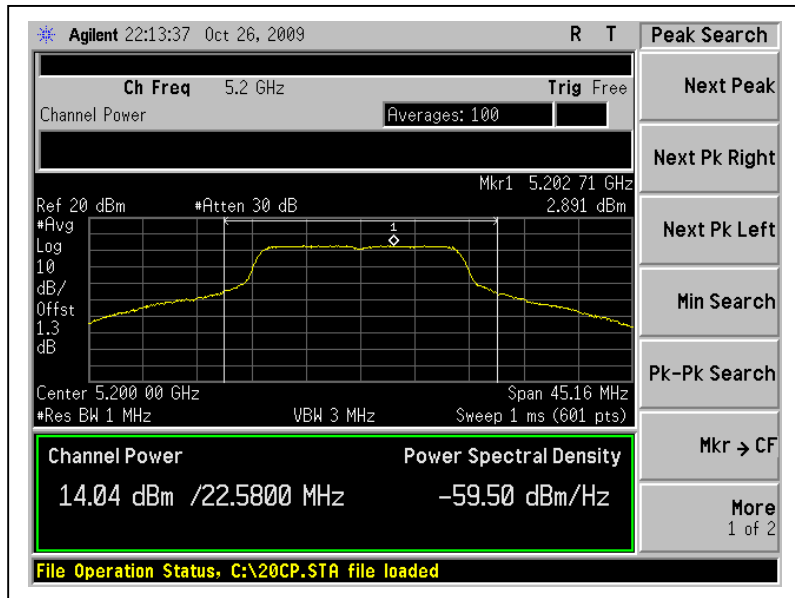 Agilent 22:13:37 Oct 26, 2009 R T
Peak Search
Ch Freq 5.2 GHz Trig Free
Channel Power Averages: 100
Mkr1 5.202 71 GHz
Ref 20 dBm #Atten 30 dB 2.891 dBm
#Avg
Log
10
dB/
Offst
1.3
dB
1
Center 5.200 00 GHz Span 45.16 MHz
#Res BW 1 MHz VBW 3 MHz Sweep 1 ms (601 pts)
Channel Power Power Spectral Density
14.04 dBm /22.5800 MHz -59.50 dBm/Hz
File Operation Status, C:\20CP.STA file loaded
Next Peak
Next Pk Right
Next Pk Left
Min Search
Pk-Pk Search
Mkr → CF
More
1 of 2